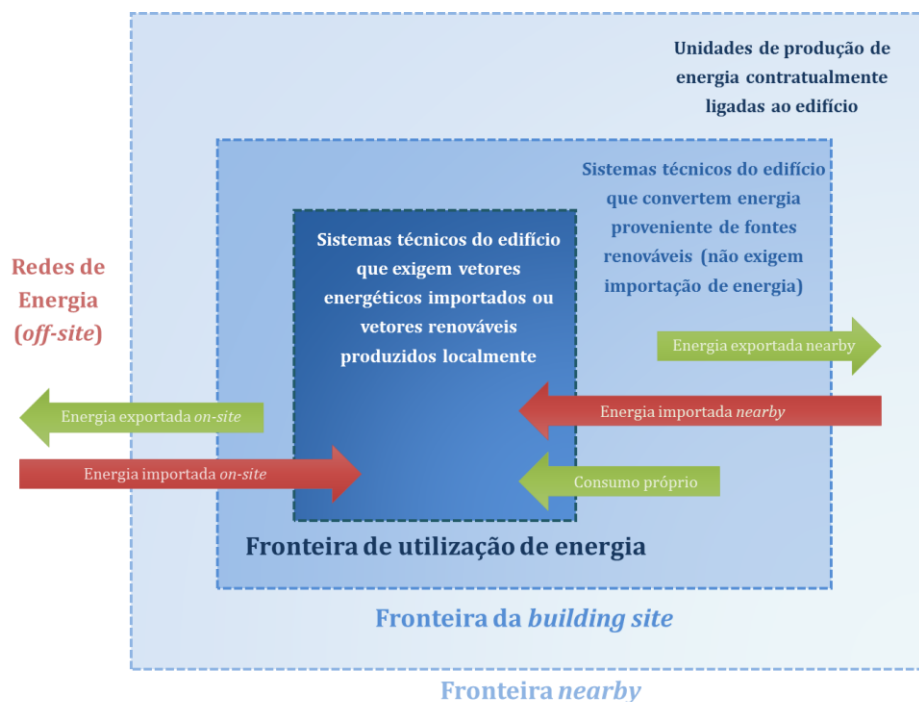 Unidades de produção de
energia contratualmente
ligadas ao edifício
Sistemas técnicos do edifício
que convertem energia
proveniente de fontes
renováveis (não exigem
importação de energia)
Sistemas técnicos do edifício
que exigem vetores
energéticos importados ou
vetores renováveis
produzidos localmente
Redes de
Energia
(off-site)
Energia exportada nearby
Energia importada nearby
Energia exportada on-site
Energia importada on-site
Consumo próprio
Fronteira de utilização de energia
Fronteira da building site
Fronteira nearby